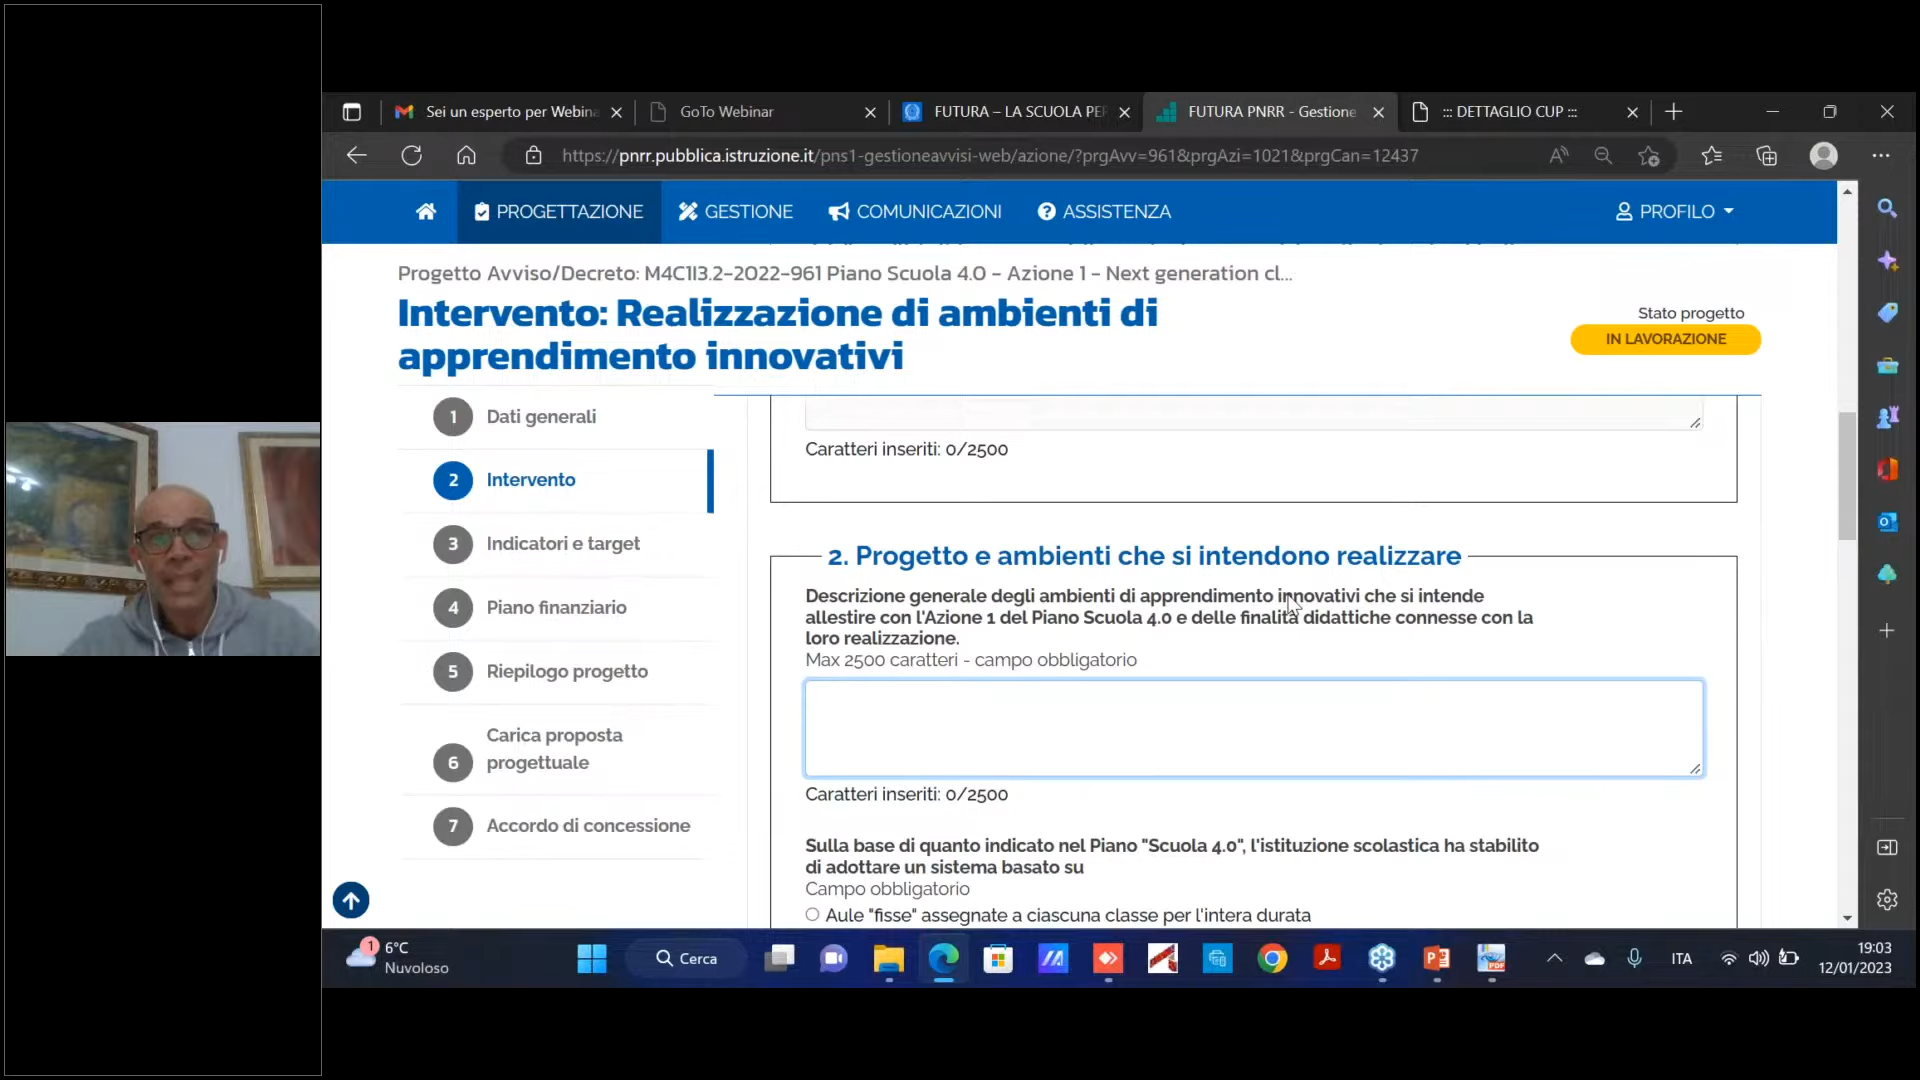 Sei un esperto per Webina
GoTo Webinar
FUTURA – LA SCUOLA PER
FUTURA PNRR - Gestione
::: DETTAGLIO CUP :::
https://pnrr.pubblica.istruzione.it/pns1-gestioneavvisi-web/azione/?prgAvv=961&prgAzi=1021&prgCan=12437
PROGETTAZIONE
GESTIONE
COMUNICAZIONI
ASSISTENZA
PROFILO
Progetto Avviso/Decreto: M4C1I3.2-2022-961 Piano Scuola 4.0 - Azione 1 - Next generation cl...
Intervento: Realizzazione di ambienti di
apprendimento innovativi
Stato progetto
IN LAVORAZIONE
1 Dati generali
2 Intervento
3 Indicatori e target
4 Piano finanziario
5 Riepilogo progetto
6 Carica proposta
progettuale
7 Accordo di concessione
Caratteri inseriti: 0/2500
2. Progetto e ambienti che si intendono realizzare
Descrizione generale degli ambienti di apprendimento innovativi che si intende
allestire con l'Azione 1 del Piano Scuola 4.0 e delle finalità didattiche connesse con la
loro realizzazione.
Max 2500 caratteri - campo obbligatorio
Caratteri inseriti: 0/2500
Sulla base di quanto indicato nel Piano "Scuola 4.0", l'istituzione scolastica ha stabilito
di adottare un sistema basato su
Campo obbligatorio
Aule "fisse" assegnate a ciascuna classe per l'intera durata
1
6°C
Nuvoloso
Cerca
ITA
19:03
12/01/2023